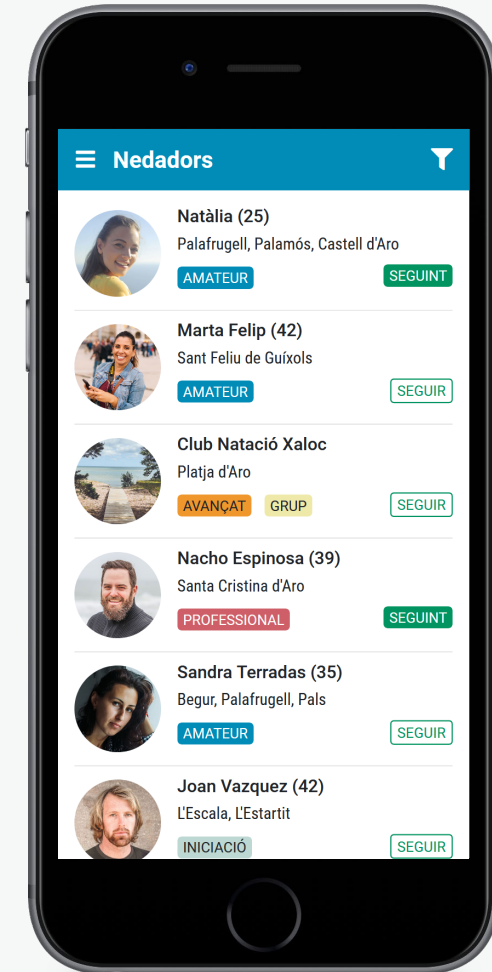 Nedadors
Natàlia (25)
Palafrugell, Palamós, Castell d'Aro
AMATEUR SEGUINT
Marta Felip (42)
Sant Feliu de Guíxols
AMATEUR SEGUIR
Club Natació Xaloc
Platja d'Aro
AVANÇAT GRUP SEGUIR
Nacho Espinosa (39)
Santa Cristina d'Aro
PROFESSIONAL SEGUINT
Sandra Terradas (35)
Begur, Palafrugell, Pals
AMATEUR SEGUIR
Joan Vazquez (42)
L'Escala, L'Estartit
INICIACIÓ SEGUIR